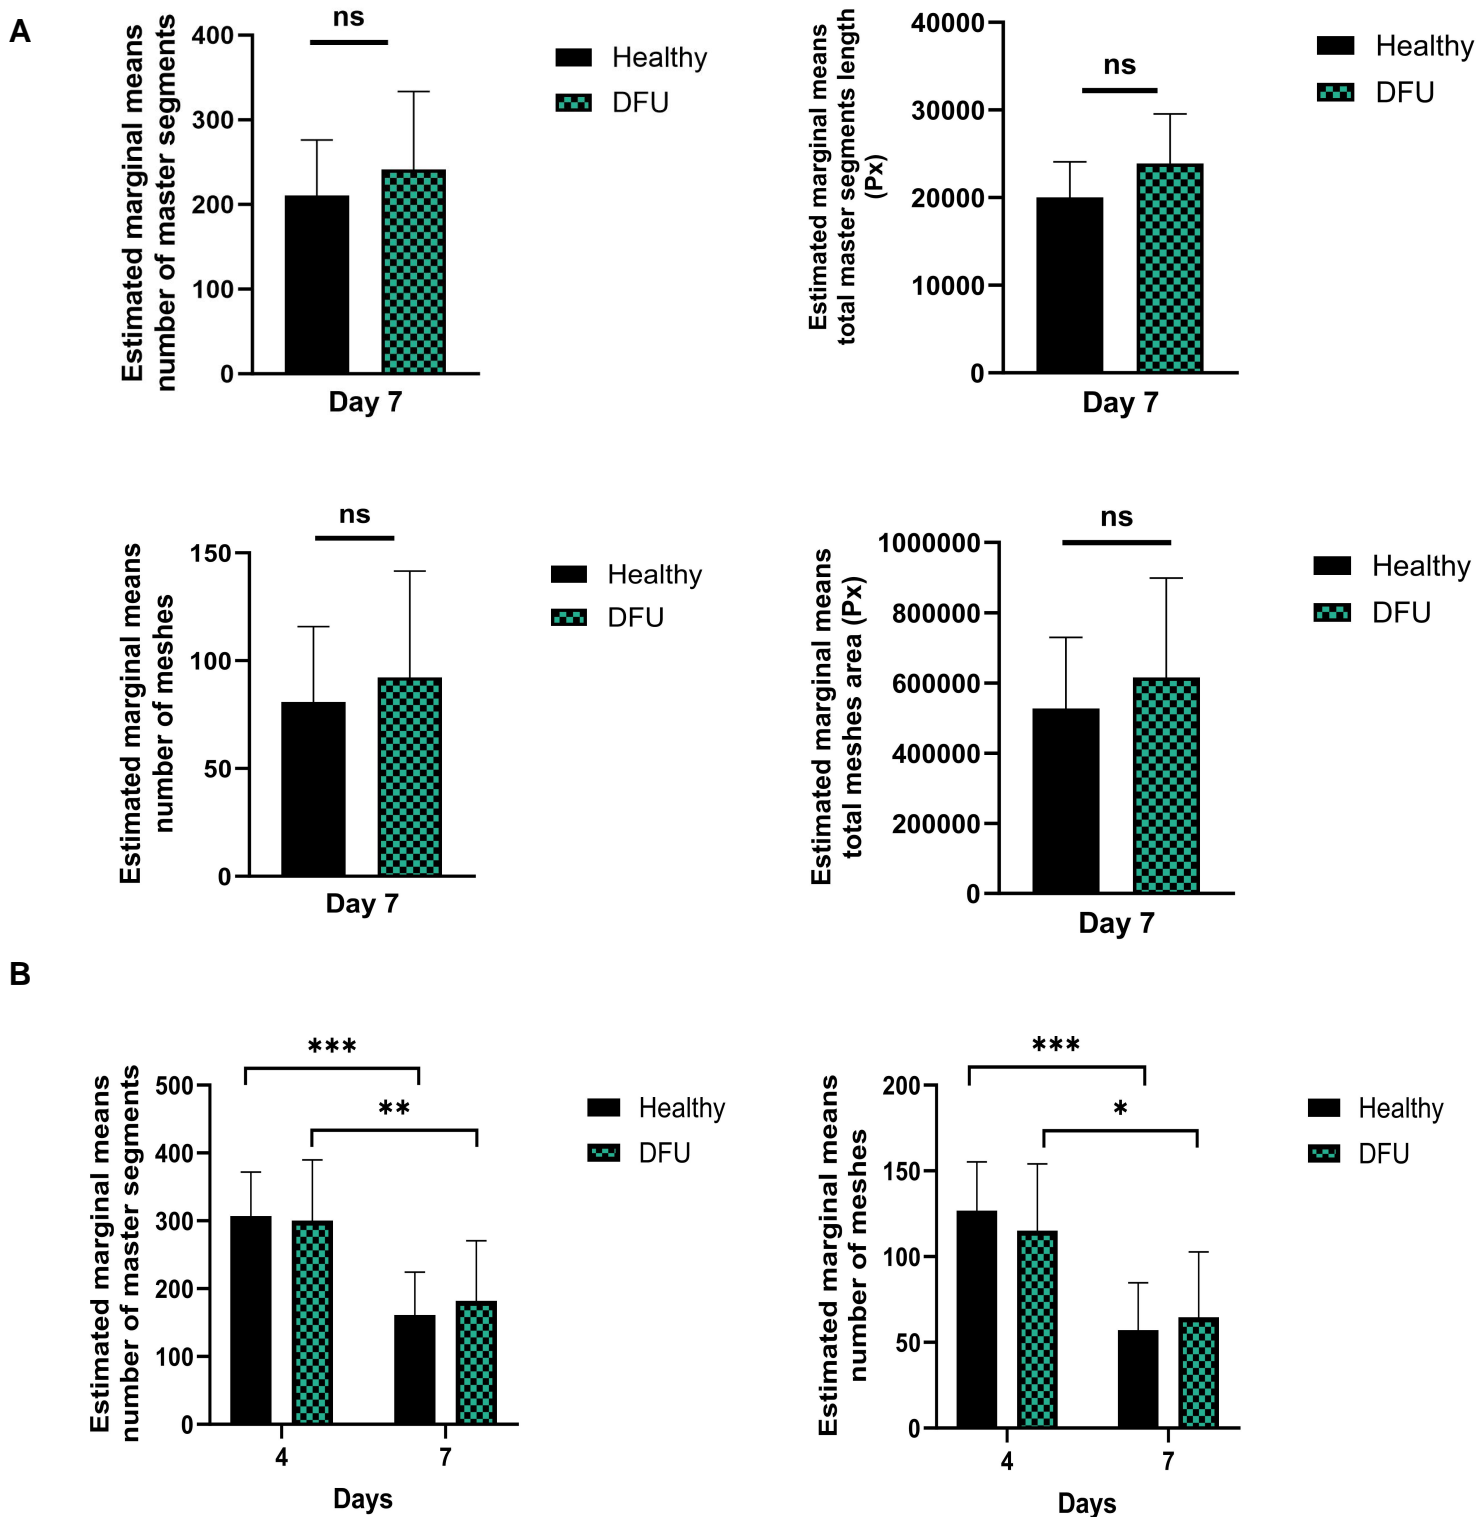 A
Estimated marginal means
number of master segments
400
300
200
100
0
ns
Day 7
Healthy
DFU
Estimated marginal means
total master segments length
(Px)
40000
30000
20000
10000
0
ns
Day 7
Healthy
DFU
Estimated marginal means
number of meshes
150
100
50
0
ns
Day 7
Healthy
DFU
Estimated marginal means
total meshes area (Px)
1000000
800000
600000
400000
200000
0
ns
Day 7
Healthy
DFU
B
Estimated marginal means
number of master segments
500
400
300
200
100
0
***
**
4
7
Days
Healthy
DFU
Estimated marginal means
number of meshes
200
150
100
50
0
***
*
4
7
Days
Healthy
DFU